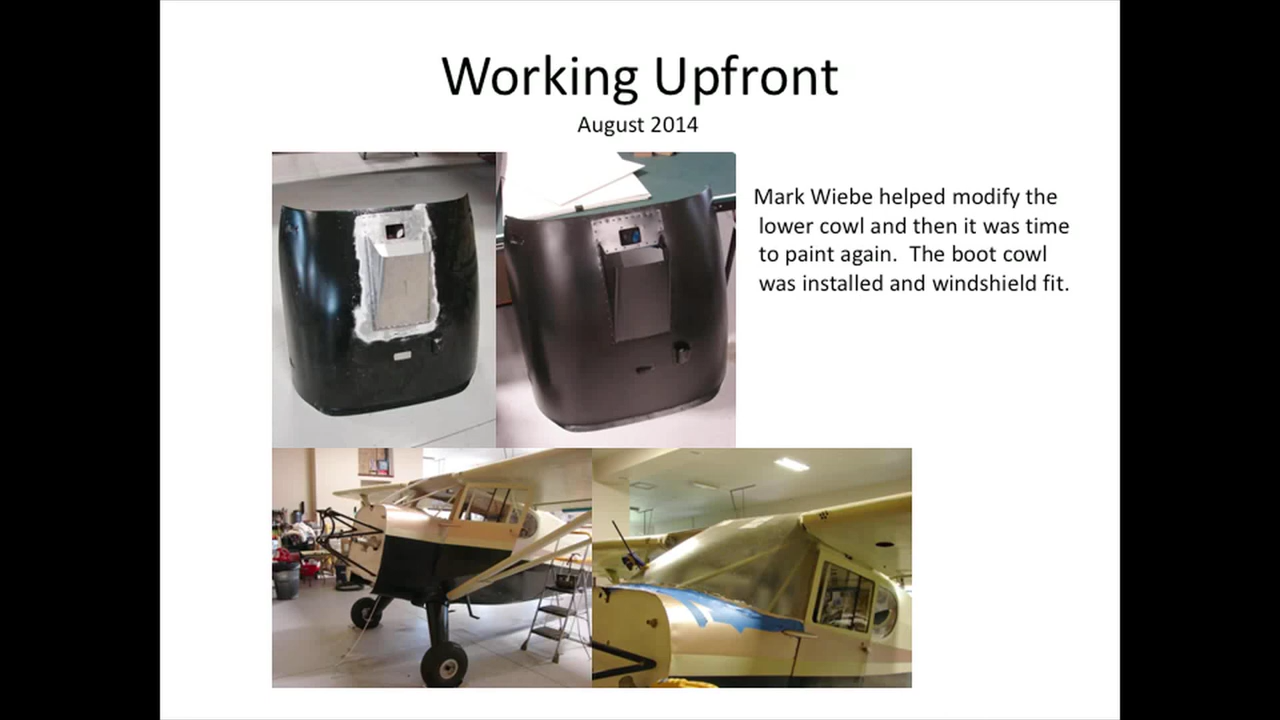 Working Upfront
August 2014
Mark Wiebe helped modify the
lower cowl and then it was time
to paint again.  The boot cowl
was installed and windshield fit.